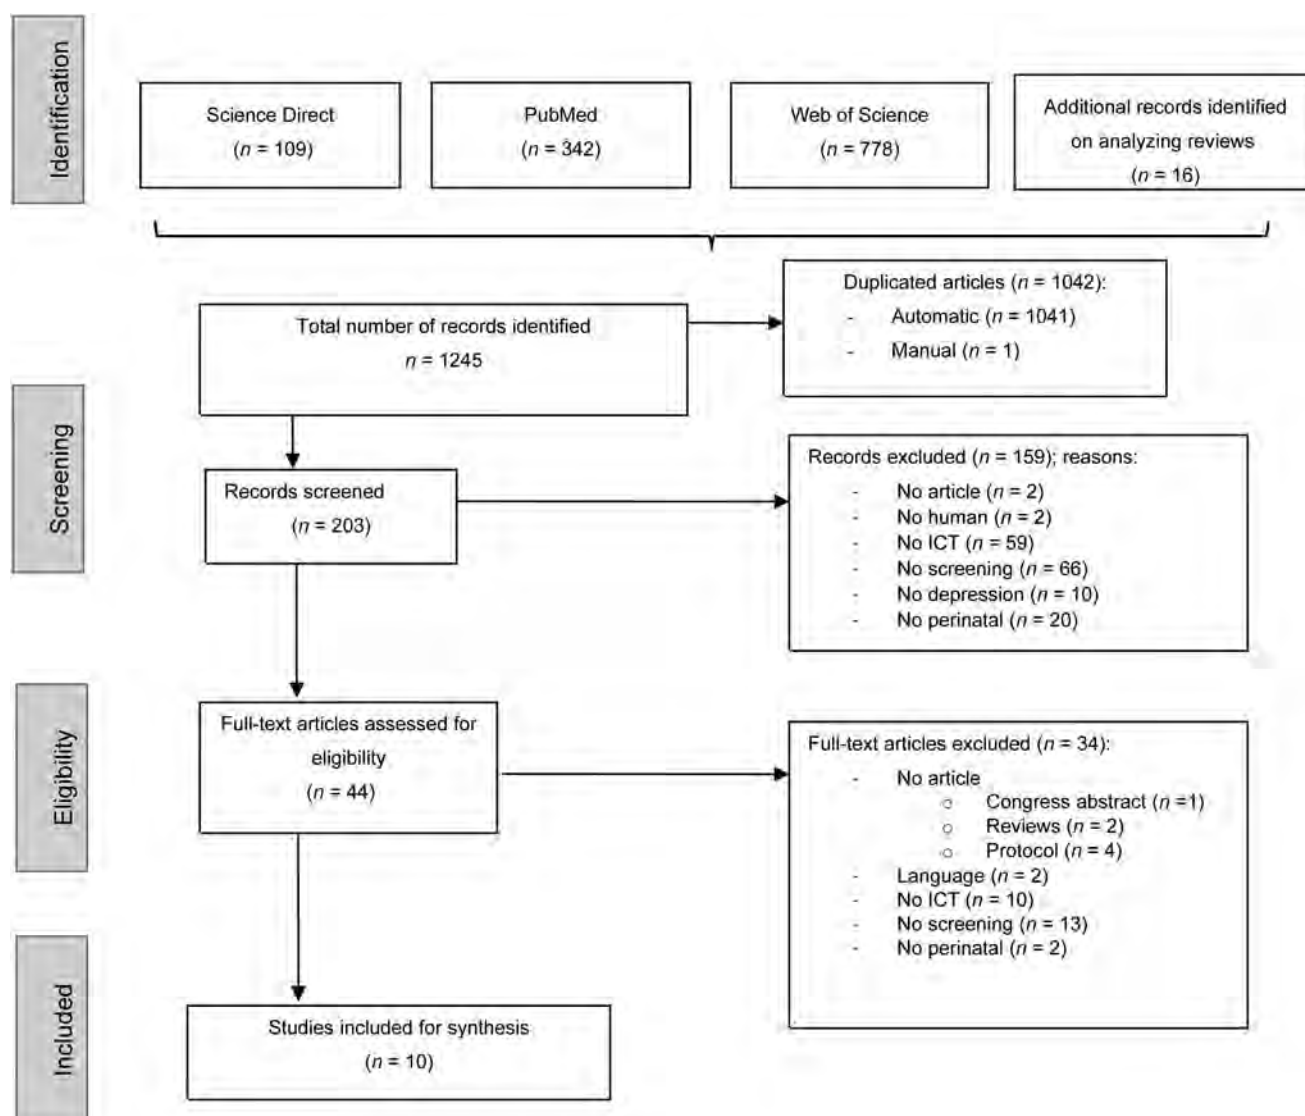 Identification
Science Direct
(n = 109)
PubMed
(n = 342)
Web of Science
(n = 778)
Additional records identified
on analyzing reviews
(n = 16)
Total number of records identified
n = 1245
Duplicated articles (n = 1042):
- Automatic (n = 1041)
- Manual (n = 1)
Screening
Records screened
(n = 203)
Records excluded (n = 159); reasons:
- No article (n = 2)
- No human (n = 2)
- No ICT (n = 59)
- No screening (n = 66)
- No depression (n = 10)
- No perinatal (n = 20)
Eligibility
Full-text articles assessed for
eligibility
(n = 44)
Full-text articles excluded (n = 34):
- No article
o Congress abstract (n =1)
o Reviews (n = 2)
o Protocol (n = 4)
- Language (n = 2)
- No ICT (n = 10)
- No screening (n = 13)
- No perinatal (n = 2)
Included
Studies included for synthesis
(n = 10)